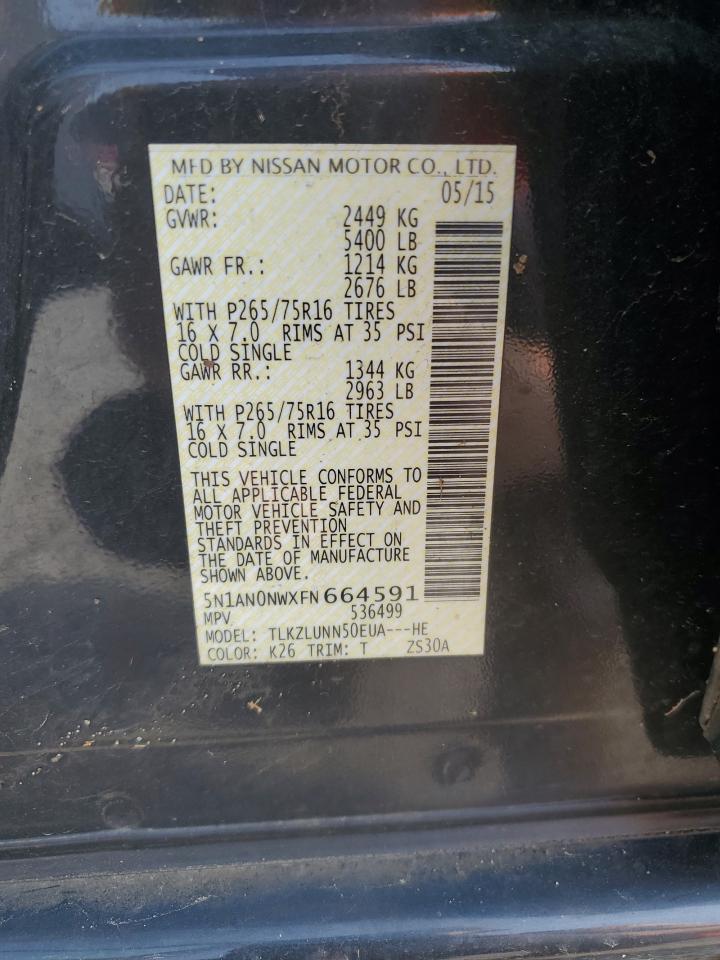 MFD BY NISSAN MOTOR CO., LTD.
DATE: 05/15
GVWR: 2449 KG
5400 LB
GAWR FR.: 1214 KG
2676 LB
WITH P265/75R16 TIRES
16 X 7.0 RIMS AT 35 PSI
COLD SINGLE
GAWR RR.: 1344 KG
2963 LB
WITH P265/75R16 TIRES
16 X 7.0 RIMS AT 35 PSI
COLD SINGLE
THIS VEHICLE CONFORMS TO
ALL APPLICABLE FEDERAL
MOTOR VEHICLE SAFETY AND
THEFT PREVENTION
STANDARDS IN EFFECT ON
THE DATE OF MANUFACTURE
SHOWN ABOVE.
5N1AN0NWXFN664591
MPV 536499
MODEL: TLKZLUNN50EUA---HE
COLOR: K26 TRIM: T ZS30A